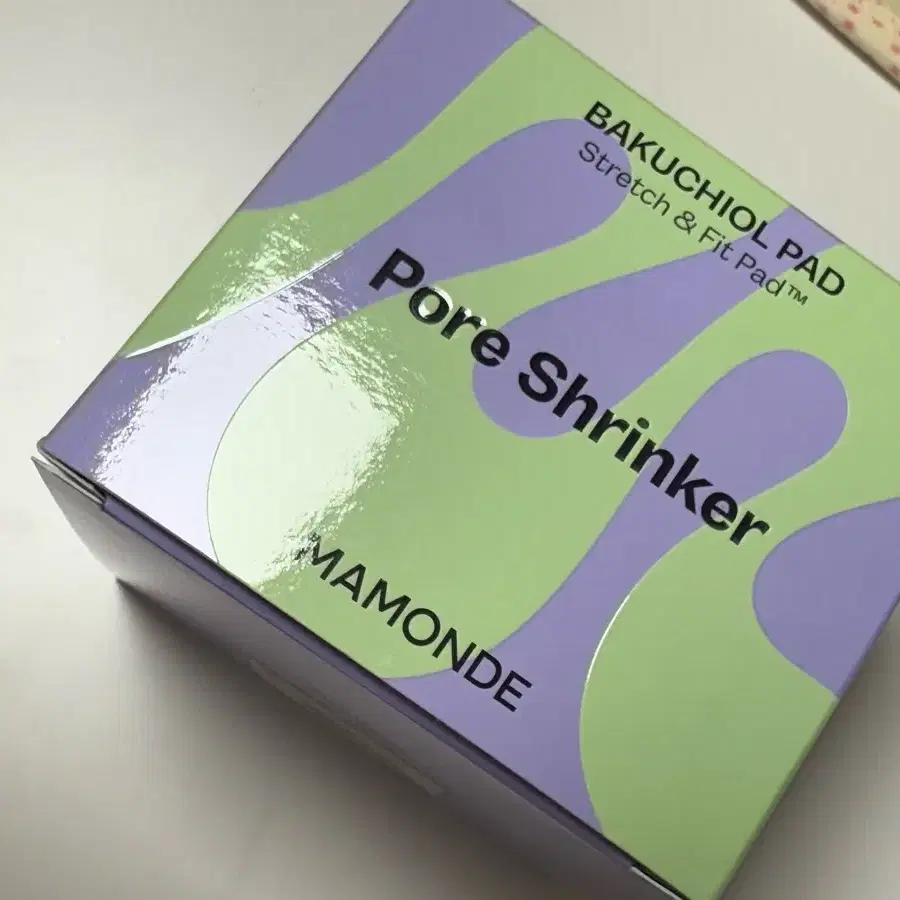 BAKUCHIOL PAD
Stretch & Fit Pad™
Pore Shrinker
MAMONDE